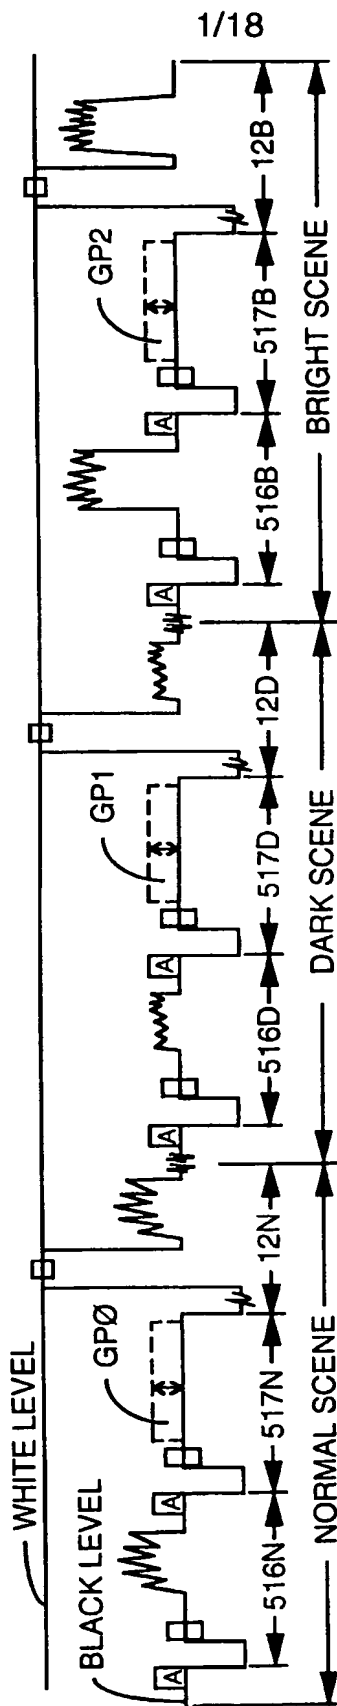 1/18
WHITE LEVEL
BLACK LEVEL
GPØ
GP1
GP2
A
A
A
A
A
A
516N
517N
12N
516D
517D
12D
516B
517B
12B
NORMAL SCENE
DARK SCENE
BRIGHT SCENE